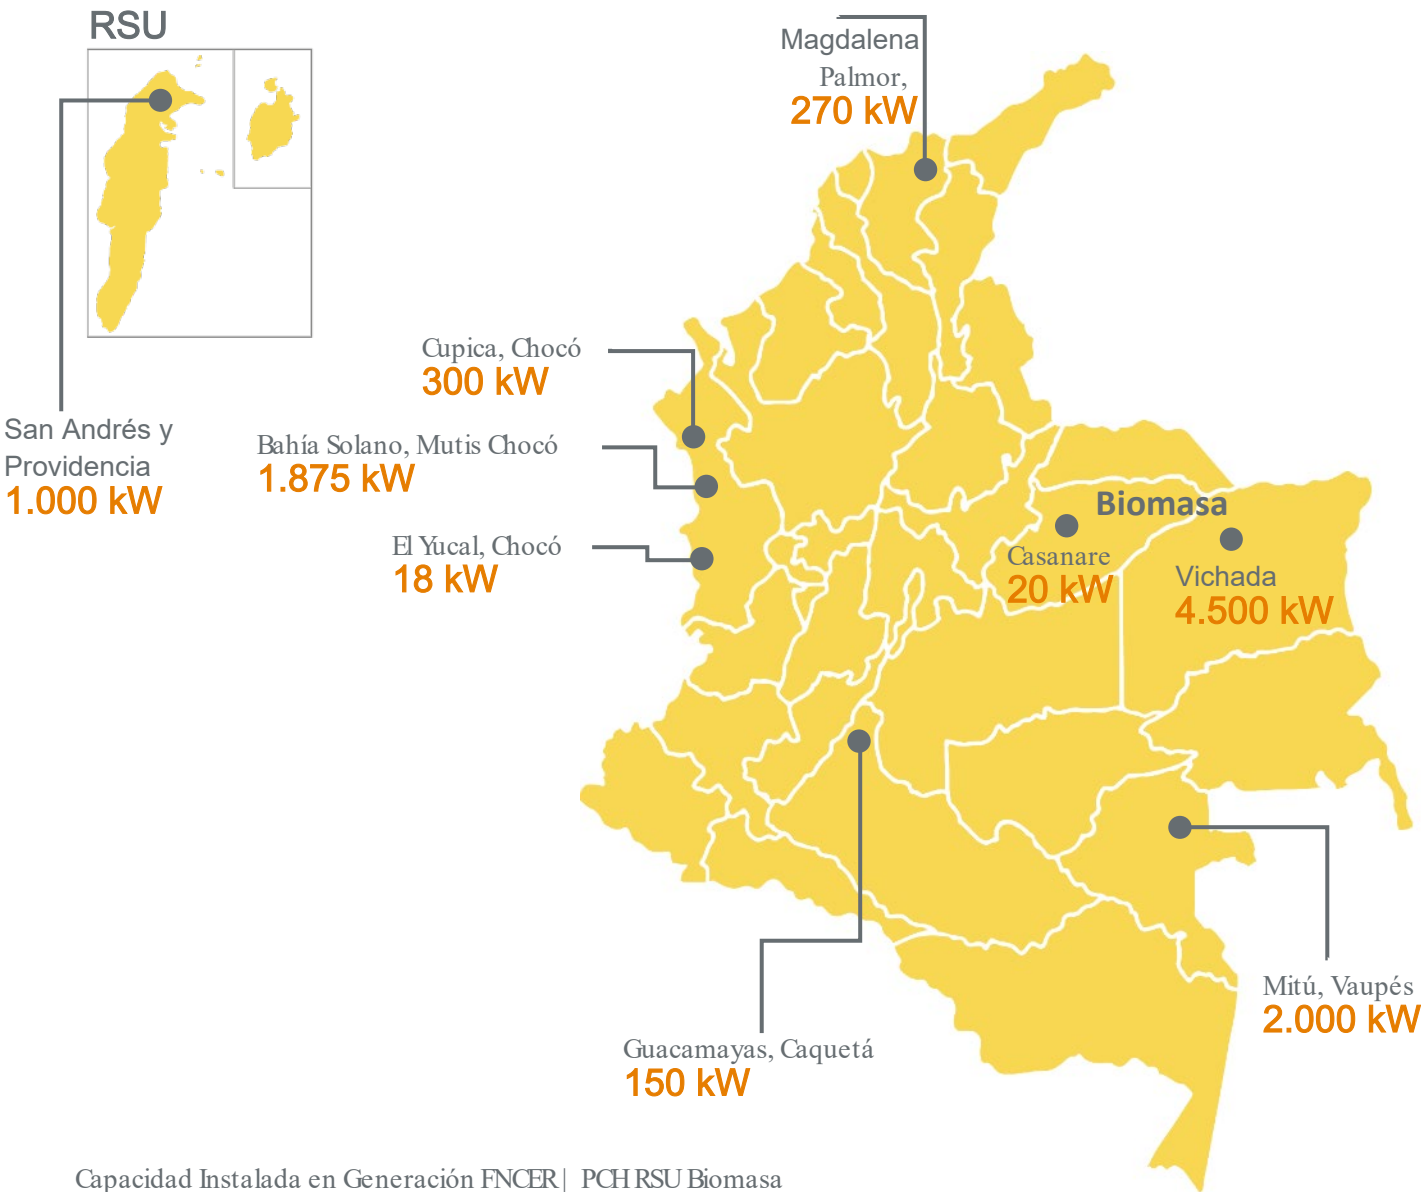 RSU
Magdalena
Palmor,
270 kW
Cupica, Chocó
300 kW
San Andrés y
Providencia
1.000 kW
Bahía Solano, Mutis Chocó
1.875 kW
El Yucal, Chocó
18 kW
Biomasa
Casanare
20 kW
Vichada
4.500 kW
Mitú, Vaupés
2.000 kW
Guacamayas, Caquetá
150 kW
Capacidad Instalada en Generación FNCER | PCH RSU Biomasa